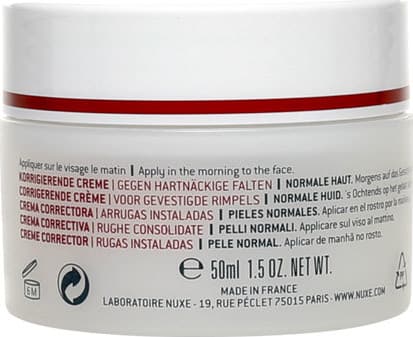 Appliquer sur le visage le matin | Apply in the morning to the face.
KORRIGIERENDE CREME | GEGEN HARTNÄCKIGE FALTEN | NORMALE HAUT. Morgens auf das
CORRIGERENDE CRÈME | VOOR GEVESTIGDE RIMPELS | NORMALE HUID. 's Ochtends op het
CREMA CORRECTORA | ARRUGAS INSTALADAS | PIELES NORMALES. Aplicar en el rostro por la
CREMA CORRECTIVA | RUGHE CONSOLIDATE | PELLI NORMALI. Applicare sul viso al mattino.
CREME CORRECTOR | RUGAS INSTALADAS | PELE NORMAL. Aplicar de manhã no rosto.
6M
e 50ml 1.5 OZ. NET WT.
MADE IN FRANCE
LABORATOIRE NUXE - 19, RUE PÉCLET 75015 PARIS - WWW.NUXE.COM